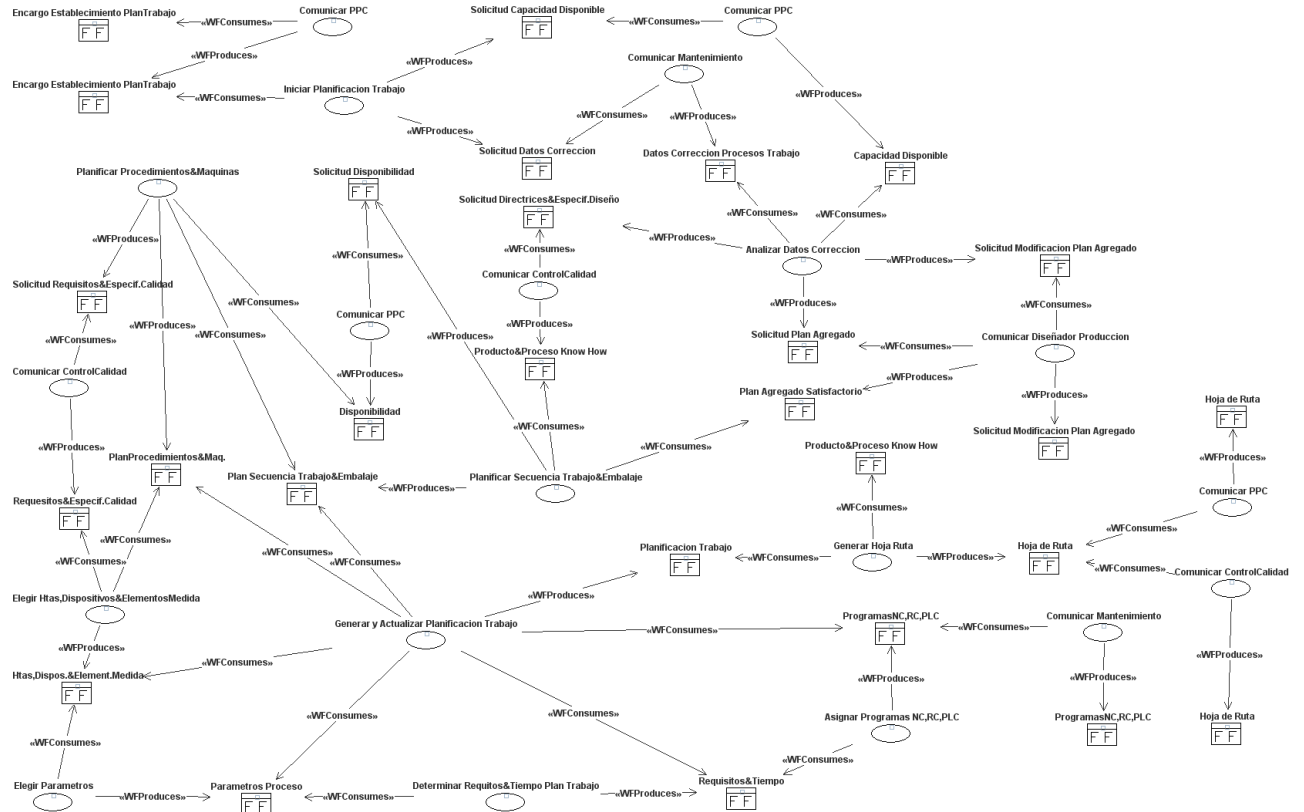 Encargo Establecimiento PlanTrabajo
F F
«WFConsumes»
Comunicar PPC
Solicitud Capacidad Disponible
F F
«WFConsumes»
Comunicar PPC
«WFProduces»
Comunicar Mantenimiento
Encargo Establecimiento PlanTrabajo
F F
«WFConsumes»
Iniciar Planificacion Trabajo
«WFProduces»
«WFProduces»
«WFConsumes»
«WFProduces»
«WFProduces»
Solicitud Datos Correccion
F F
Datos Correccion Procesos Trabajo
F F
Capacidad Disponible
F F
Planificar Procedimientos&Maquinas
Solicitud Disponibilidad
F F
Solicitud Directrices&Especif.Diseño
F F
«WFConsumes»
«WFConsumes»
«WFProduces»
«WFProduces»
Analizar Datos Correccion
Solicitud Modificacion Plan Agregado
F F
«WFProduces»
«WFConsumes»
«WFConsumes»
Comunicar ControlCalidad
Solicitud Requisitos&Especif.Calidad
F F
«WFConsumes»
«WFProduces»
«WFConsumes»
«WFProduces»
«WFConsumes»
Comunicar PPC
«WFProduces»
«WFProduces»
Solicitud Plan Agregado
F F
«WFConsumes»
Comunicar Diseñador Produccion
«WFConsumes»
Producto&Proceso Know How
F F
Comunicar ControlCalidad
«WFProduces»
«WFProduces»
«WFProduces»
Plan Agregado Satisfactorio
F F
Hoja de Ruta
F F
Disponibilidad
F F
Solicitud Modificacion Plan Agregado
F F
«WFProduces»
PlanProcedimientos&Maq.
F F
«WFConsumes»
Producto&Proceso Know How
F F
«WFConsumes»
Plan Secuencia Trabajo&Embalaje
F F
«WFProduces»
Planificar Secuencia Trabajo&Embalaje
Requesitos&Especif.Calidad
F F
Comunicar PPC
«WFConsumes»
«WFConsumes»
«WFConsumes»
«WFConsumes»
«WFConsumes»
«WFConsumes»
Planificacion Trabajo
F F
«WFConsumes»
Generar Hoja Ruta
«WFProduces»
Hoja de Ruta
F F
«WFConsumes»
Comunicar ControlCalidad
Elegir Htas,Dispositivos&ElementosMedida
«WFProduces»
Generar y Actualizar Planificacion Trabajo
«WFConsumes»
ProgramasNC,RC,PLC
F F
«WFConsumes»
Comunicar Mantenimiento
«WFProduces»
«WFConsumes»
«WFProduces»
«WFProduces»
«WFProduces»
Htas,Dispos.&Element.Medida
F F
«WFConsumes»
«WFConsumes»
Asignar Programas NC,RC,PLC
ProgramasNC,RC,PLC
F F
Hoja de Ruta
F F
«WFConsumes»
«WFConsumes»
Elegir Parametros
«WFProduces»
Parametros Proceso
F F
«WFConsumes»
Determinar Requitos&Tiempo Plan Trabajo
«WFProduces»
Requisitos&Tiempo
F F